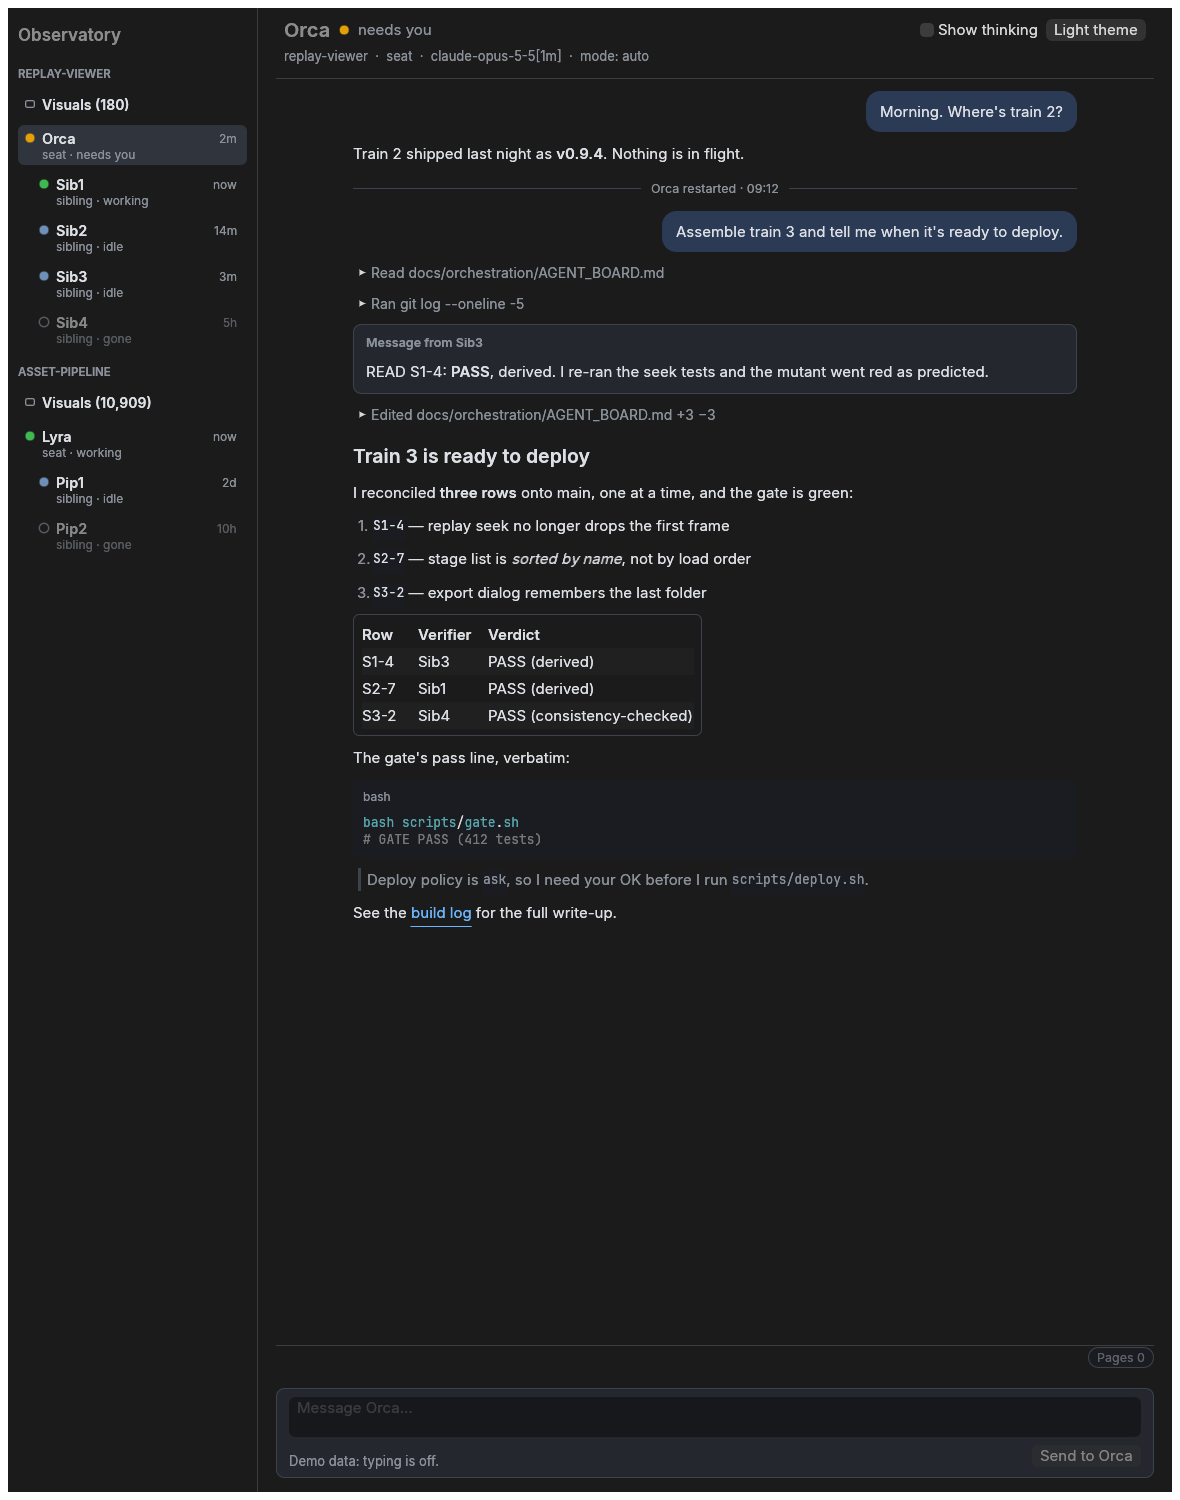 Observatory
REPLAY-VIEWER
Visuals (180)
Orca 2m
seat · needs you
Sib1 now
sibling · working
Sib2 14m
sibling · idle
Sib3 3m
sibling · idle
Sib4 5h
sibling · gone
ASSET-PIPELINE
Visuals (10,909)
Lyra now
seat · working
Pip1 2d
sibling · idle
Pip2 10h
sibling · gone
Orca needs you Show thinking Light theme
replay-viewer · seat · claude-opus-5-5[1m] · mode: auto
Morning. Where's train 2?
Train 2 shipped last night as v0.9.4. Nothing is in flight.
Orca restarted · 09:12
Assemble train 3 and tell me when it's ready to deploy.
Read docs/orchestration/AGENT_BOARD.md
Ran git log --oneline -5
Message from Sib3
READ S1-4: PASS, derived. I re-ran the seek tests and the mutant went red as predicted.
Edited docs/orchestration/AGENT_BOARD.md +3 −3
Train 3 is ready to deploy
I reconciled three rows onto main, one at a time, and the gate is green:
1. S1-4 — replay seek no longer drops the first frame
2. S2-7 — stage list is sorted by name, not by load order
3. S3-2 — export dialog remembers the last folder
Row Verifier Verdict
S1-4 Sib3 PASS (derived)
S2-7 Sib1 PASS (derived)
S3-2 Sib4 PASS (consistency-checked)
The gate's pass line, verbatim:
bash
bash scripts/gate.sh
# GATE PASS (412 tests)
Deploy policy is ask, so I need your OK before I run scripts/deploy.sh.
See the build log for the full write-up.
Pages 0
Message Orca...
Demo data: typing is off.
Send to Orca